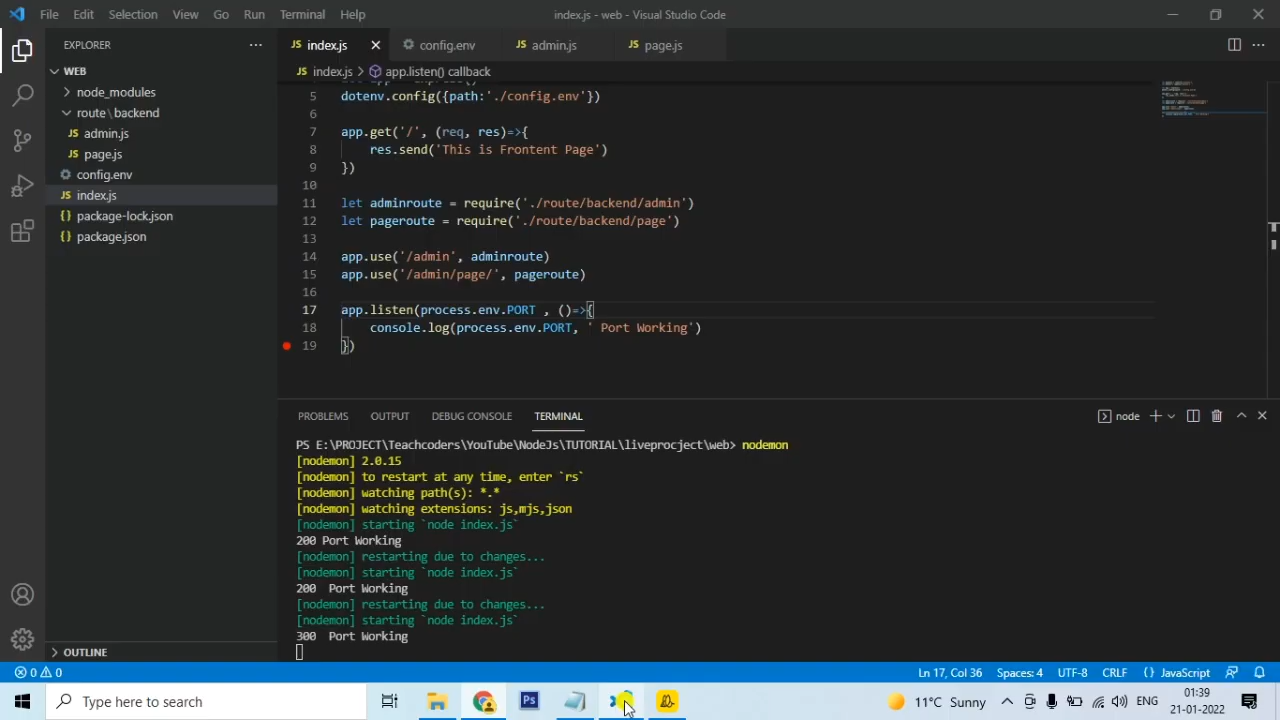 File Edit Selection View Go Run Terminal Help
index.js - web - Visual Studio Code
EXPLORER
WEB
node_modules
route\backend
JS admin.js
JS page.js
config.env
JS index.js
{} package-lock.json
{} package.json
OUTLINE
JS index.js
config.env
JS admin.js
JS page.js
JS index.js > app.listen() callback
5 dotenv.config({path:'./config.env'})
6
7 app.get('/', (req, res)=>{
8 res.send('This is Frontent Page')
9 })
10
11 let adminroute = require('./route/backend/admin')
12 let pageroute = require('./route/backend/page')
13
14 app.use('/admin', adminroute)
15 app.use('/admin/page/', pageroute)
16
17 app.listen(process.env.PORT , ()=>{
18 console.log(process.env.PORT, ' Port Working')
19 })
PROBLEMS OUTPUT DEBUG CONSOLE TERMINAL
node
PS E:\PROJECT\Teachcoders\YouTube\NodeJs\TUTORIAL\liveprocject\web> nodemon
[nodemon] 2.0.15
[nodemon] to restart at any time, enter `rs`
[nodemon] watching path(s): *.*
[nodemon] watching extensions: js,mjs,json
[nodemon] starting `node index.js`
200 Port Working
[nodemon] restarting due to changes...
[nodemon] starting `node index.js`
200  Port Working
[nodemon] restarting due to changes...
[nodemon] starting `node index.js`
300  Port Working
0 0
Ln 17, Col 36 Spaces: 4 UTF-8 CRLF {} JavaScript
Type here to search
Ps
11°C Sunny
ENG
01:39
21-01-2022